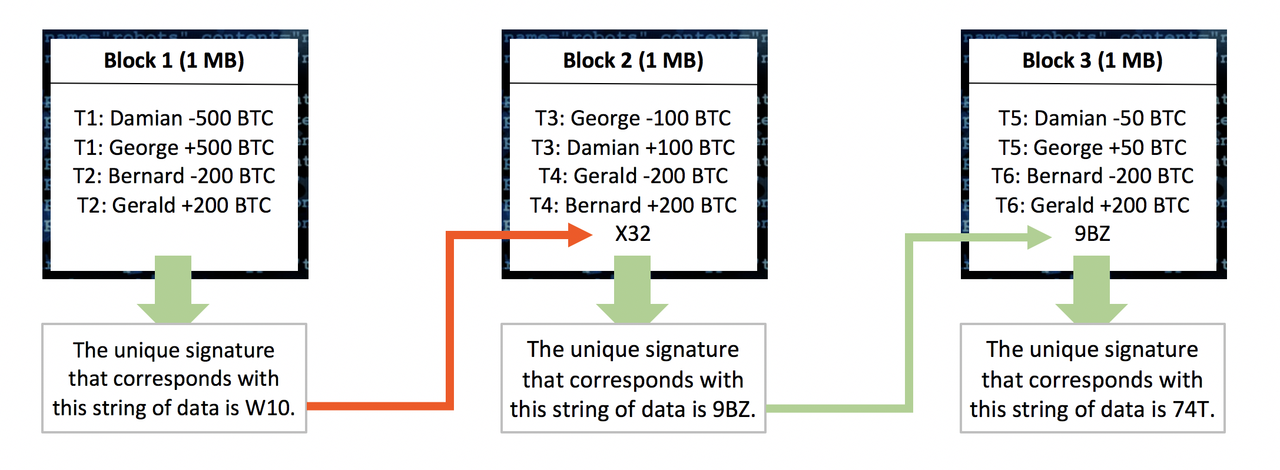 Block 1 (1 MB)
T1: Damian -500 BTC
T1: George +500 BTC
T2: Bernard -200 BTC
T2: Gerald +200 BTC
The unique signature
that corresponds with
this string of data is W10.
Block 2 (1 MB)
T3: George -100 BTC
T3: Damian +100 BTC
T4: Gerald -200 BTC
T4: Bernard +200 BTC
X32
The unique signature
that corresponds with
this string of data is 9BZ.
Block 3 (1 MB)
T5: Damian -50 BTC
T5: George +50 BTC
T6: Bernard -200 BTC
T6: Gerald +200 BTC
9BZ
The unique signature
that corresponds with
this string of data is 74T.